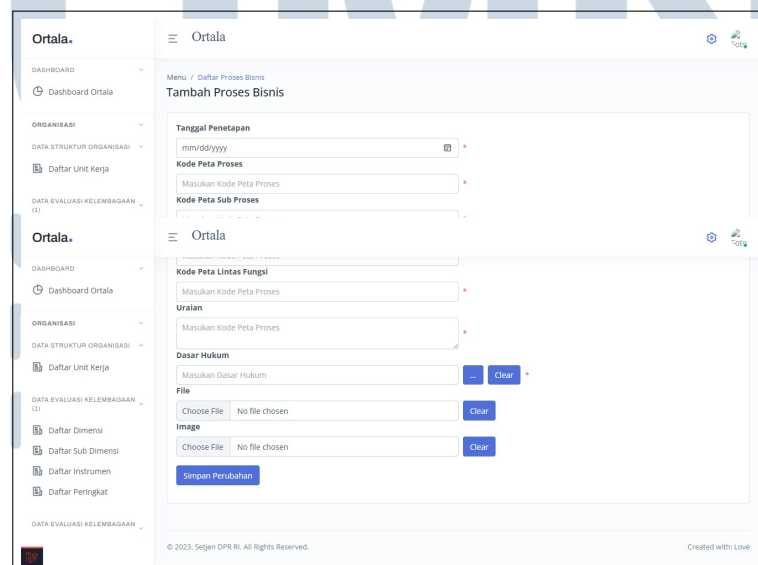 Ortala.
Ortala
Foto
DASHBOARD
Menu / Daftar Proses Bisnis
Dashboard Ortala
Tambah Proses Bisnis
ORGANISASI
Tanggal Penetapan
DATA STRUKTUR ORGANISASI
mm/dd/yyyy *
Daftar Unit Kerja
Kode Peta Proses
Masukan Kode Peta Proses *
DATA EVALUASI KELEMBAGAAN
(1)
Kode Peta Sub Proses
Ortala.
Ortala
Foto
DASHBOARD
Kode Peta Lintas Fungsi
Dashboard Ortala
Masukan Kode Peta Proses *
Uraian
ORGANISASI
Masukan Kode Peta Proses *
DATA STRUKTUR ORGANISASI
Dasar Hukum
Daftar Unit Kerja
Masukan Dasar Hukum ... Clear *
File
DATA EVALUASI KELEMBAGAAN
(1)
Choose File No file chosen Clear
Image
Daftar Dimensi
Choose File No file chosen Clear
Daftar Sub Dimensi
Daftar Instrumen
Simpan Perubahan
Daftar Peringkat
DATA EVALUASI KELEMBAGAAN
© 2023. Setjen DPR RI. All Rights Reserved.
Created with: Love